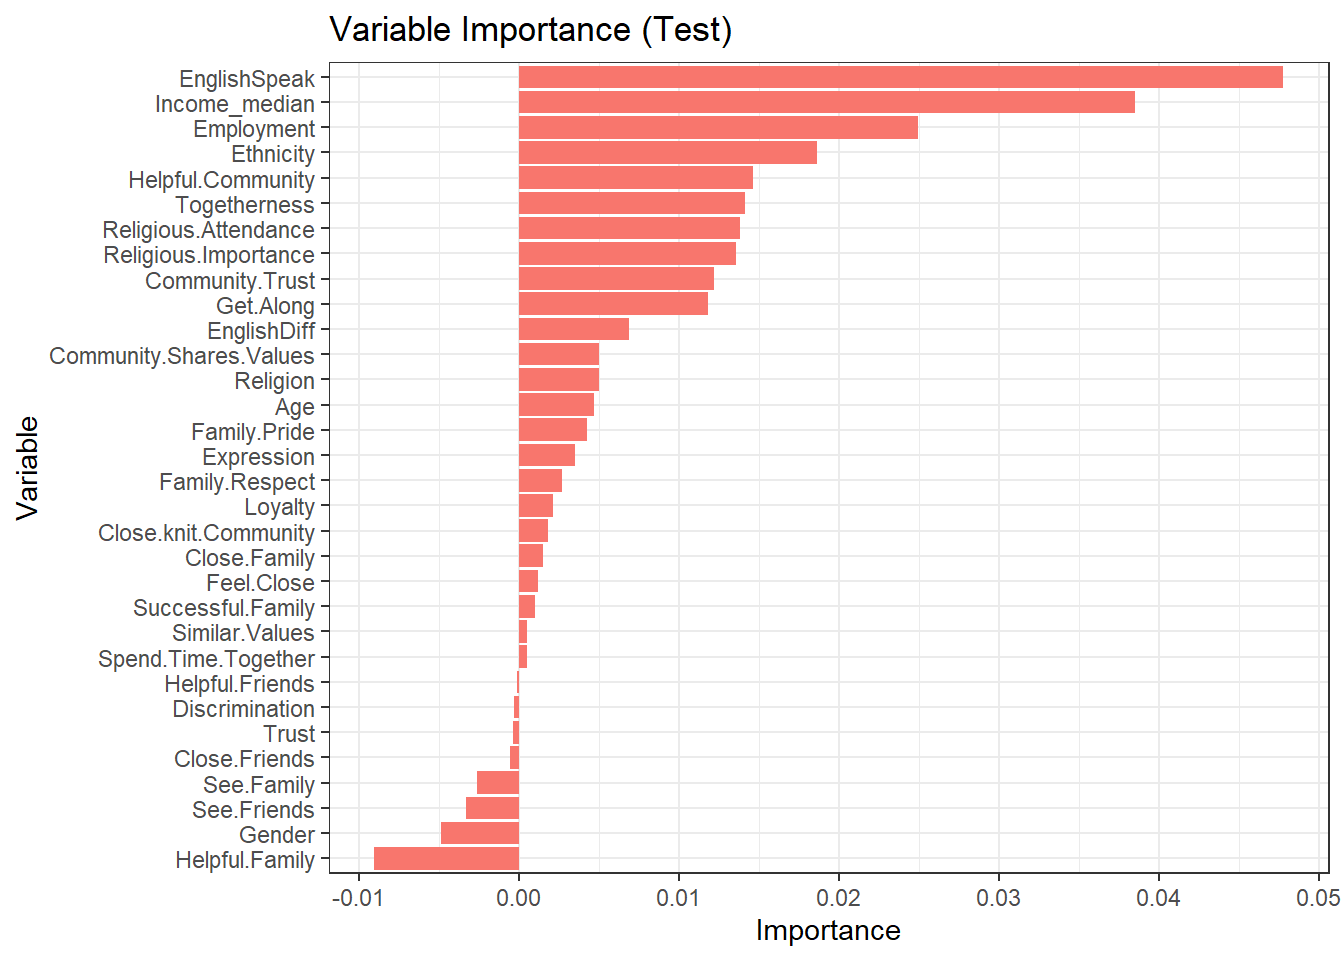 Variable Importance (Test)
EnglishSpeak
Income_median
Employment
Ethnicity
Helpful.Community
Togetherness
Religious.Attendance
Religious.Importance
Community.Trust
Get.Along
EnglishDiff
Community.Shares.Values
Religion
Age
Family.Pride
Expression
Family.Respect
Loyalty
Close.knit.Community
Close.Family
Feel.Close
Successful.Family
Similar.Values
Spend.Time.Together
Helpful.Friends
Discrimination
Trust
Close.Friends
See.Family
See.Friends
Gender
Helpful.Family
Variable
-0.01 0.00 0.01 0.02 0.03 0.04 0.05
Importance